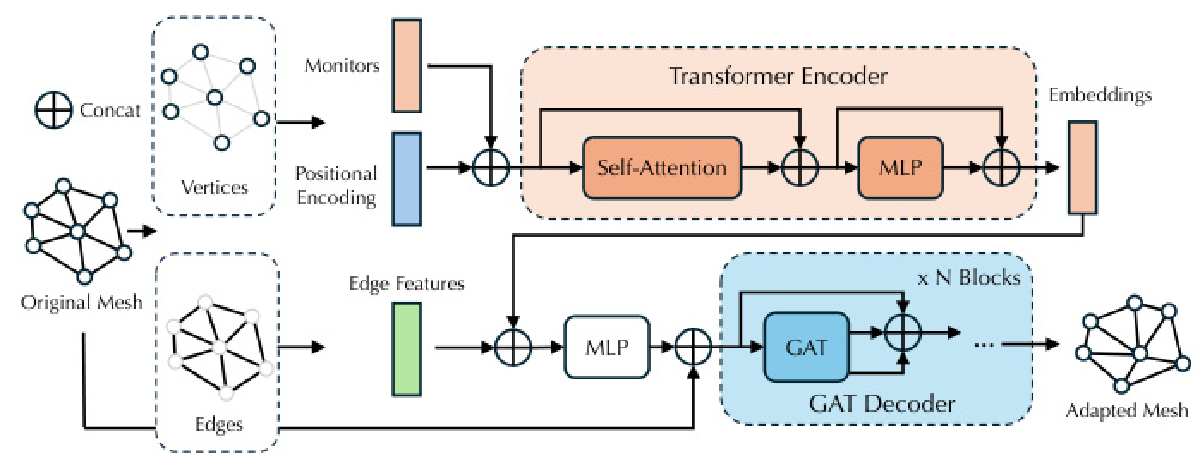 Concat
Original Mesh
Vertices
Monitors
Positional
Encoding
Transformer Encoder
Self-Attention
MLP
Embeddings
Edges
Edge Features
MLP
x N Blocks
GAT
...
GAT Decoder
Adapted Mesh